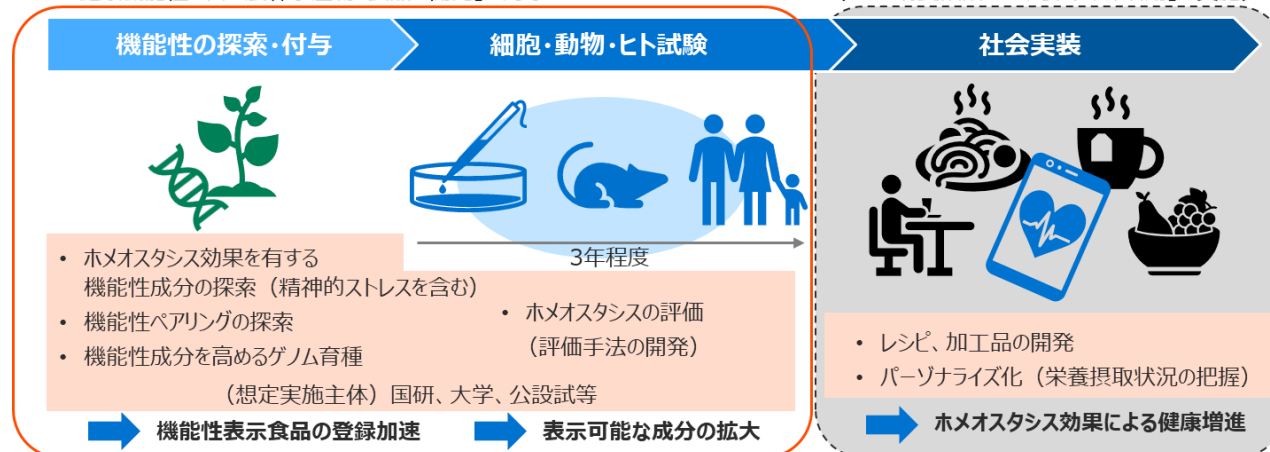 機能性の探索・付与
細胞・動物・ヒト試験
社会実装
3年程度
• ホメオスタシス効果を有する
機能性成分の探索（精神的ストレスを含む）
• 機能性ペアリングの探索
• 機能性成分を高めるゲノム育種
• ホメオスタシスの評価
（評価手法の開発）
（想定実施主体）国研、大学、公設試等
機能性表示食品の登録加速
表示可能な成分の拡大
• レシピ、加工品の開発
• パーソナライズ化（栄養摂取状況の把握）
ホメオスタシス効果による健康増進